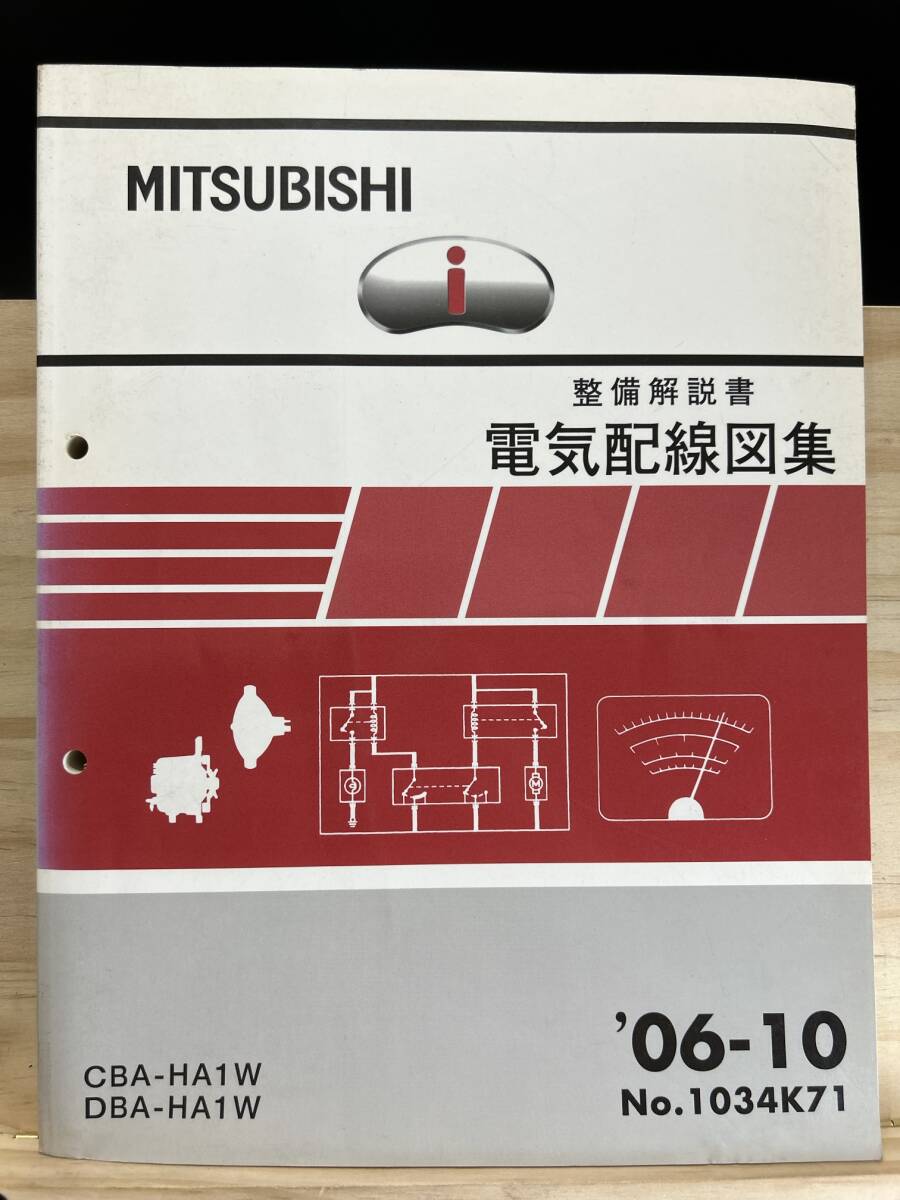 MITSUBISHI
i
整備解説書
電気配線図集
G
M
'06-10
No.1034K71
CBA-HA1W
DBA-HA1W